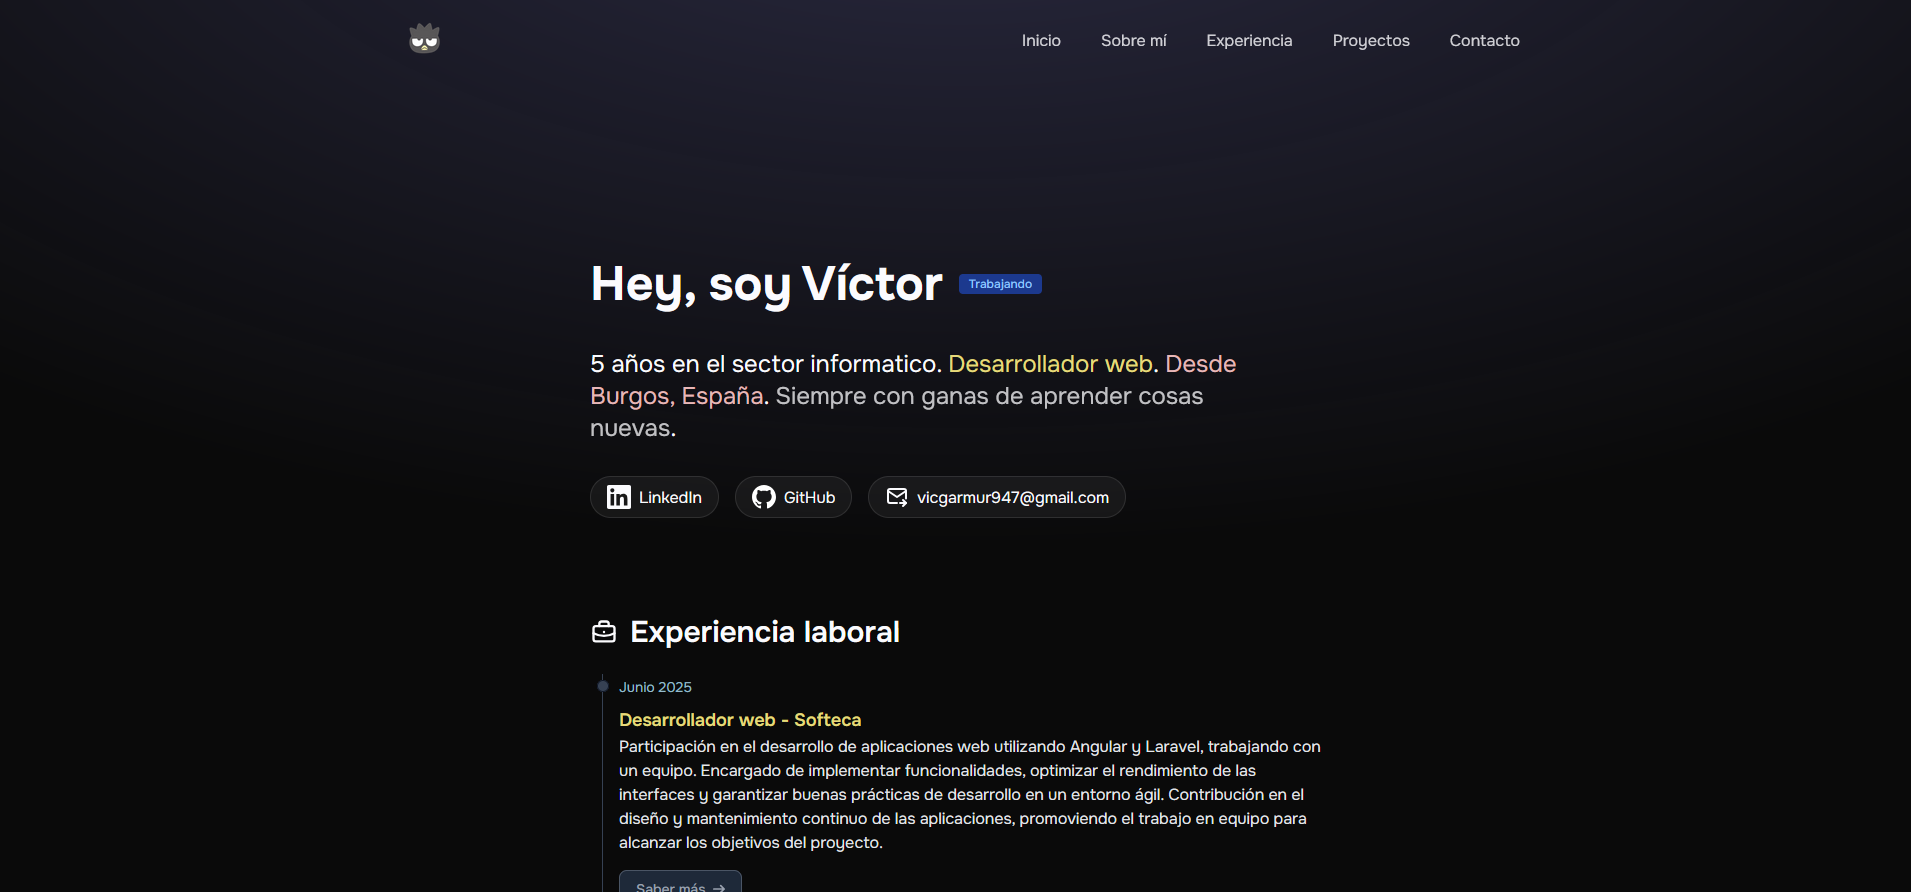 Inicio Sobre mí Experiencia Proyectos Contacto
Hey, soy Víctor Trabajando
5 años en el sector informatico. Desarrollador web. Desde
Burgos, España. Siempre con ganas de aprender cosas
nuevas.
LinkedIn GitHub vicgarmur947@gmail.com
Experiencia laboral
Junio 2025
Desarrollador web - Softeca
Participación en el desarrollo de aplicaciones web utilizando Angular y Laravel, trabajando con
un equipo. Encargado de implementar funcionalidades, optimizar el rendimiento de las
interfaces y garantizar buenas prácticas de desarrollo en un entorno ágil. Contribución en el
diseño y mantenimiento continuo de las aplicaciones, promoviendo el trabajo en equipo para
alcanzar los objetivos del proyecto.
Saber más →